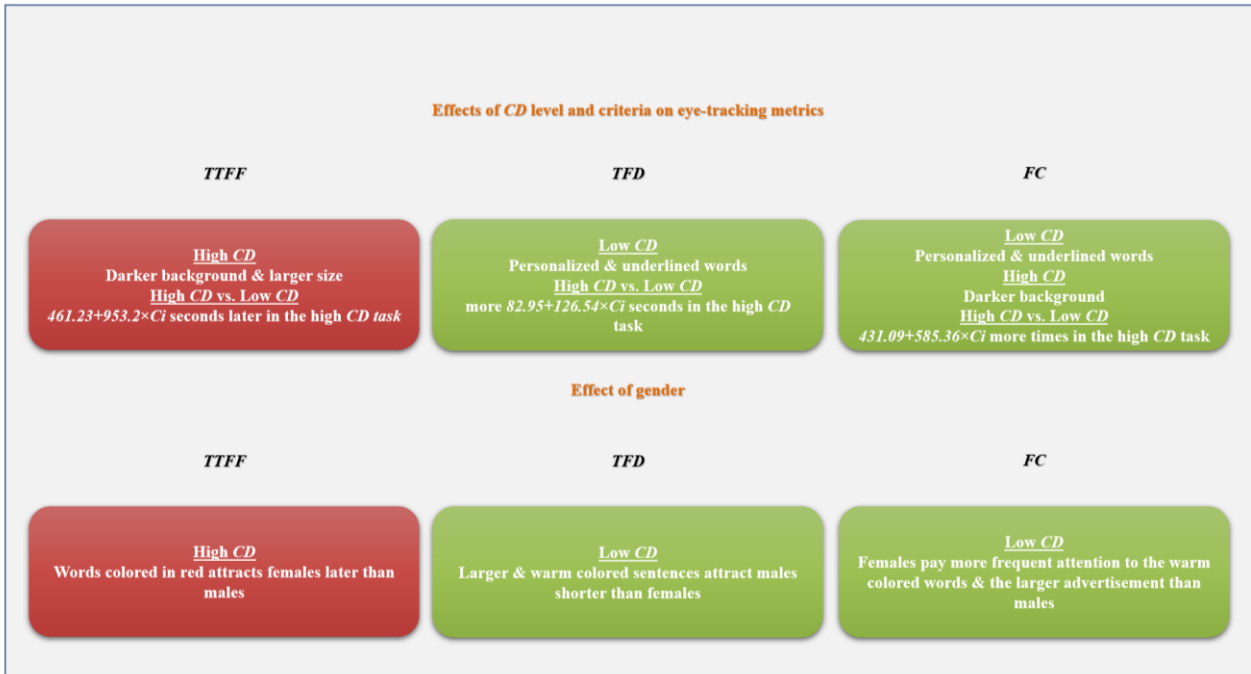 Effects of CD level and criteria on eye-tracking metrics
TTFF
TFD
FC
High CD
Darker background & larger size
High CD vs. Low CD
461.23+953.2×Ci seconds later in the high CD task
Low CD
Personalized & underlined words
High CD vs. Low CD
more 82.95+126.54×Ci seconds in the high CD
task
Low CD
Personalized & underlined words
High CD
Darker background
High CD vs. Low CD
431.09+585.36×Ci more times in the high CD task
Effect of gender
TTFF
TFD
FC
High CD
Words colored in red attracts females later than
males
Low CD
Larger & warm colored sentences attract males
shorter than females
Low CD
Females pay more frequent attention to the warm
colored words & the larger advertisement than
males